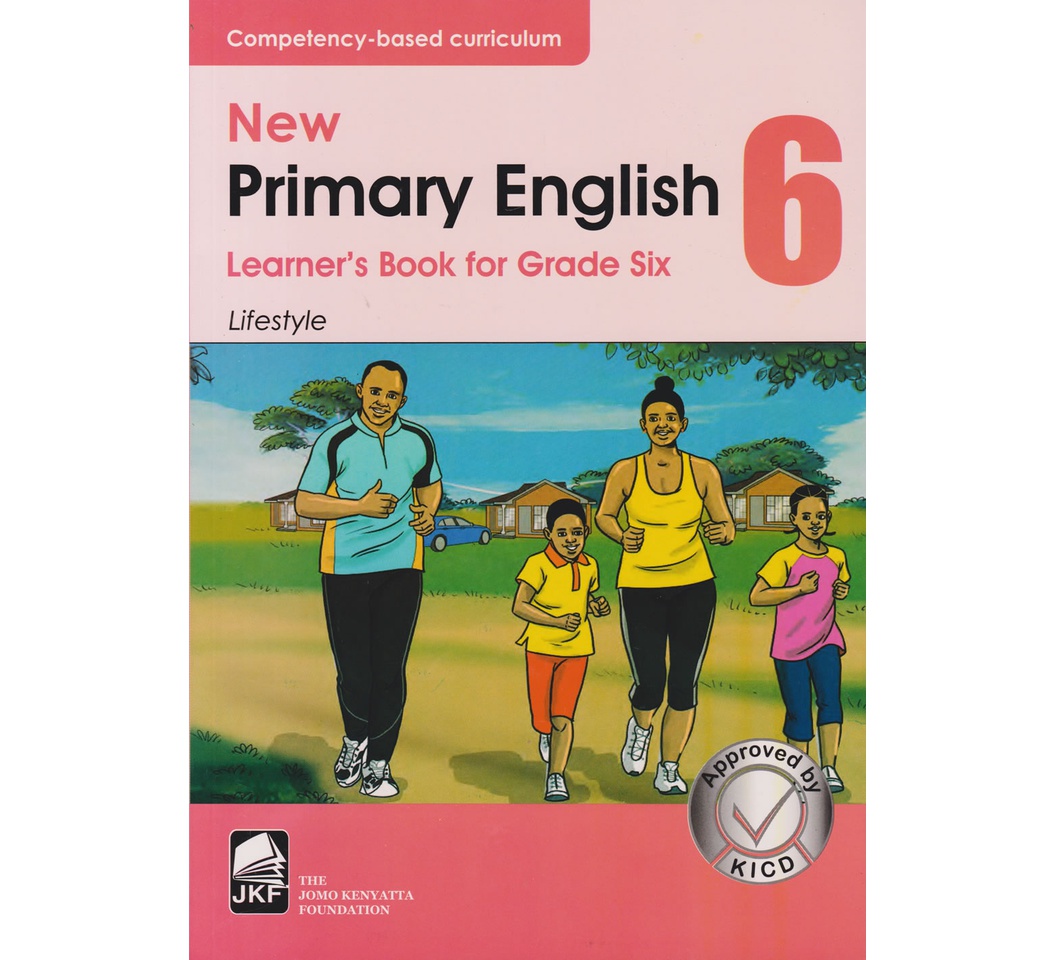 Competency-based curriculum
New
Primary English 6
Learner's Book for Grade Six
Lifestyle
Approved by
KICD
JKF
THE
JOMO KENYATTA
FOUNDATION